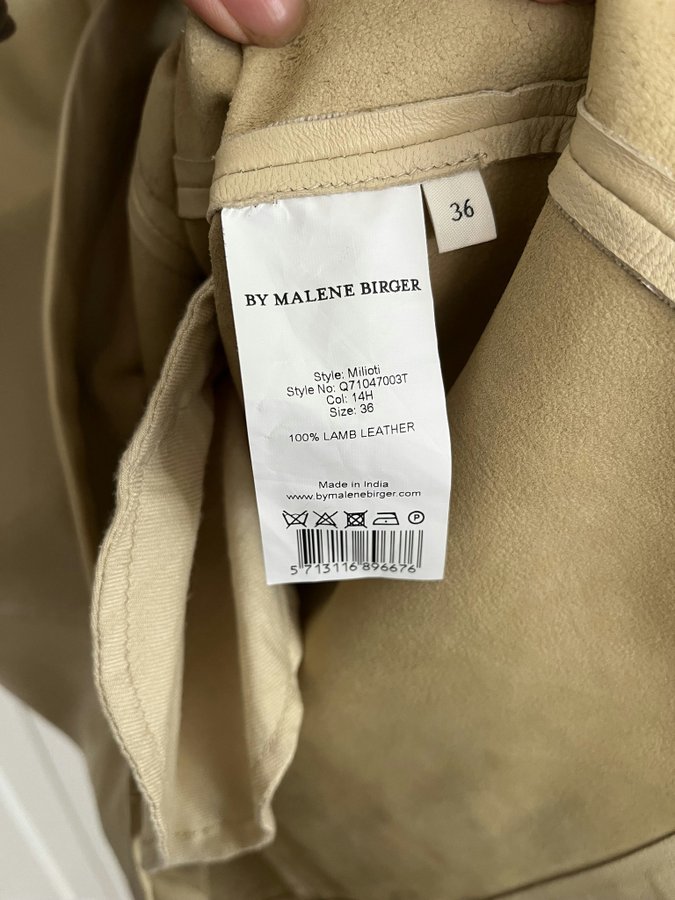 36
BY MALENE BIRGER
Style: Milioti
Style No: Q71047003T
Col: 14H
Size: 36
100% LAMB LEATHER
Made in India
www.bymalenebirger.com
P
5 713116 896676